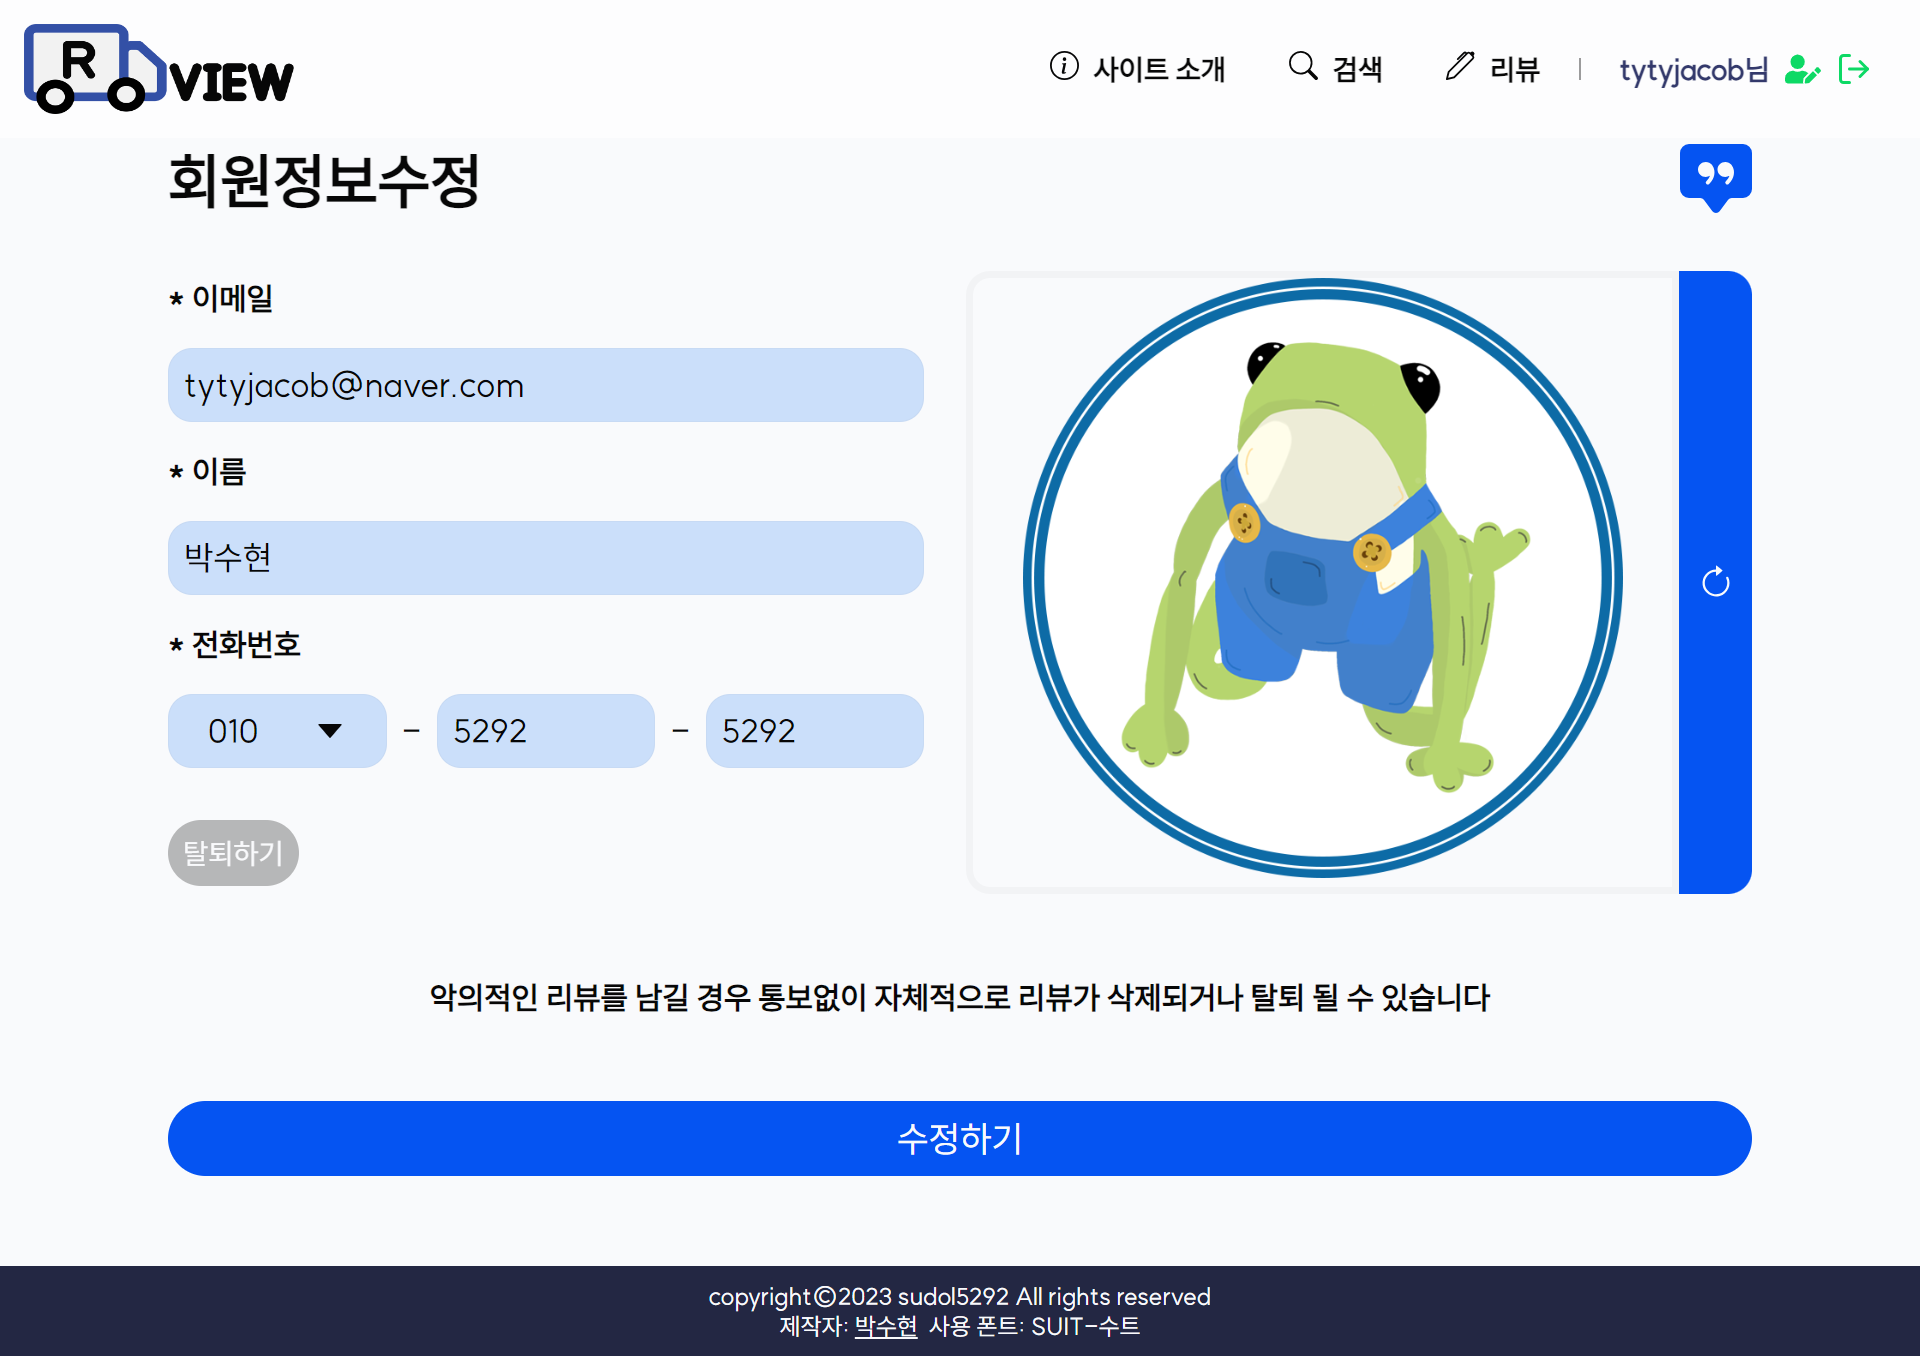 R VIEW
사이트 소개
검색
리뷰
tytyjacob님
회원정보수정
* 이메일
tytyjacob@naver.com
* 이름
박수현
* 전화번호
010 - 5292 - 5292
탈퇴하기
악의적인 리뷰를 남길 경우 통보없이 자체적으로 리뷰가 삭제되거나 탈퇴 될 수 있습니다
수정하기
copyright©2023 sudol5292 All rights reserved
제작자: 박수현 사용 폰트: SUIT-수트